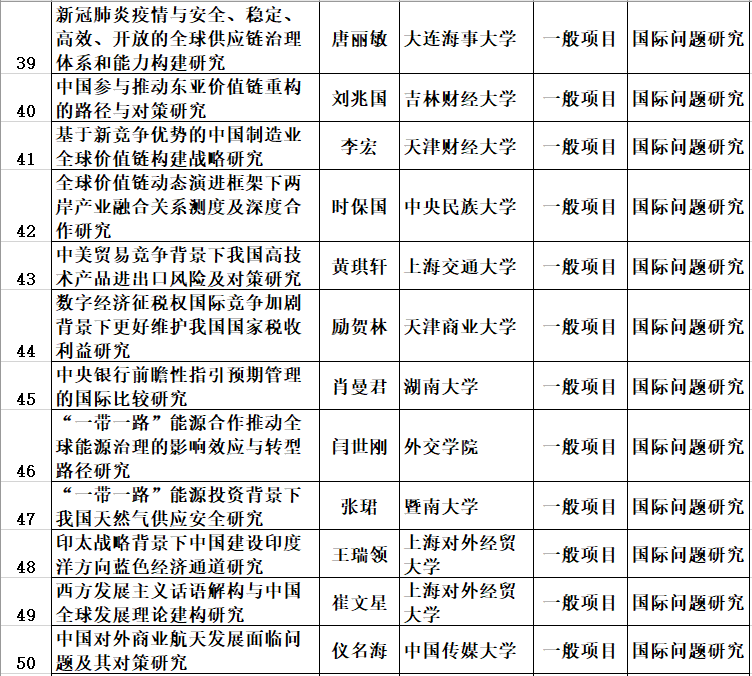 39 新冠肺炎疫情与安全、稳定、
高效、开放的全球供应链治理
体系和能力构建研究 唐丽敏 大连海事大学 一般项目 国际问题研究
40 中国参与推动东亚价值链重构
的路径与对策研究 刘兆国 吉林财经大学 一般项目 国际问题研究
41 基于新竞争优势的中国制造业
全球价值链构建战略研究 李宏 天津财经大学 一般项目 国际问题研究
42 全球价值链动态演进框架下两
岸产业融合关系测度及深度合
作研究 时保国 中央民族大学 一般项目 国际问题研究
43 中美贸易竞争背景下我国高技
术产品进出口风险及对策研究 黄琪轩 上海交通大学 一般项目 国际问题研究
44 数字经济征税权国际竞争加剧
背景下更好维护我国国家税收
利益研究 励贺林 天津商业大学 一般项目 国际问题研究
45 中央银行前瞻性指引预期管理
的国际比较研究 肖曼君 湖南大学 一般项目 国际问题研究
46 “一带一路”能源合作推动全
球能源治理的影响效应与转型
路径研究 闫世刚 外交学院 一般项目 国际问题研究
47 “一带一路”能源投资背景下
我国天然气供应安全研究 张珺 暨南大学 一般项目 国际问题研究
48 印太战略背景下中国建设印度
洋方向蓝色经济通道研究 王瑞领 上海对外经贸
大学 一般项目 国际问题研究
49 西方发展主义话语解构与中国
全球发展理论建构研究 崔文星 上海对外经贸
大学 一般项目 国际问题研究
50 中国对外商业航天发展面临问
题及其对策研究 仪名海 中国传媒大学 一般项目 国际问题研究